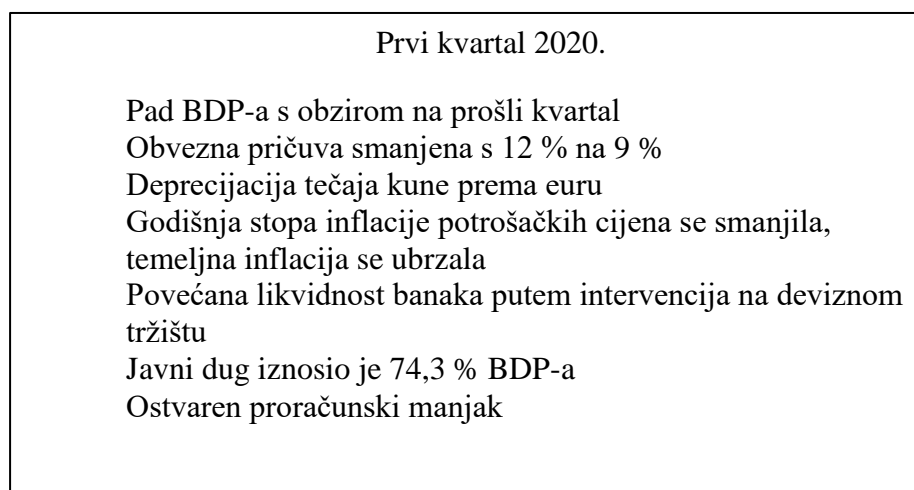 Prvi kvartal 2020.
Pad BDP-a s obzirom na prošli kvartal
Obvezna pričuva smanjena s 12 % na 9 %
Deprecijacija tečaja kune prema euru
Godišnja stopa inflacije potrošačkih cijena se smanjila,
temeljna inflacija se ubrzala
Povećana likvidnost banaka putem intervencija na deviznom
tržištu
Javni dug iznosio je 74,3 % BDP-a
Ostvaren proračunski manjak